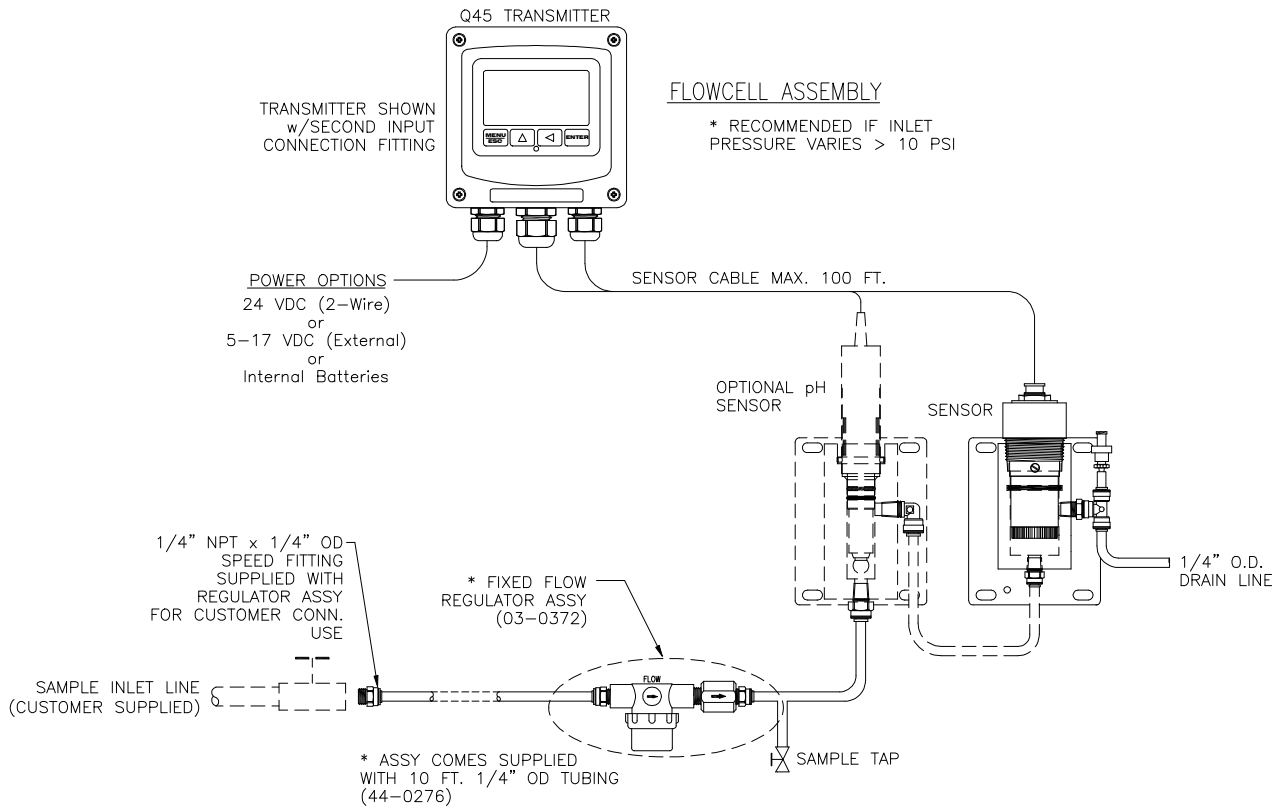 Q45 TRANSMITTER
TRANSMITTER SHOWN
w/SECOND INPUT
CONNECTION FITTING
MENU
ESC
ENTER
FLOWCELL ASSEMBLY
* RECOMMENDED IF INLET
PRESSURE VARIES > 10 PSI
POWER OPTIONS
24 VDC (2-Wire)
or
5-17 VDC (External)
or
Internal Batteries
SENSOR CABLE MAX. 100 FT.
OPTIONAL pH
SENSOR
SENSOR
1/4" NPT x 1/4" OD
SPEED FITTING
SUPPLIED WITH
REGULATOR ASSY
FOR CUSTOMER CONN.
USE
* FIXED FLOW
REGULATOR ASSY
(03-0372)
1/4" O.D.
DRAIN LINE
SAMPLE INLET LINE
(CUSTOMER SUPPLIED)
FLOW
* ASSY COMES SUPPLIED
WITH 10 FT. 1/4" OD TUBING
(44-0276)
SAMPLE TAP